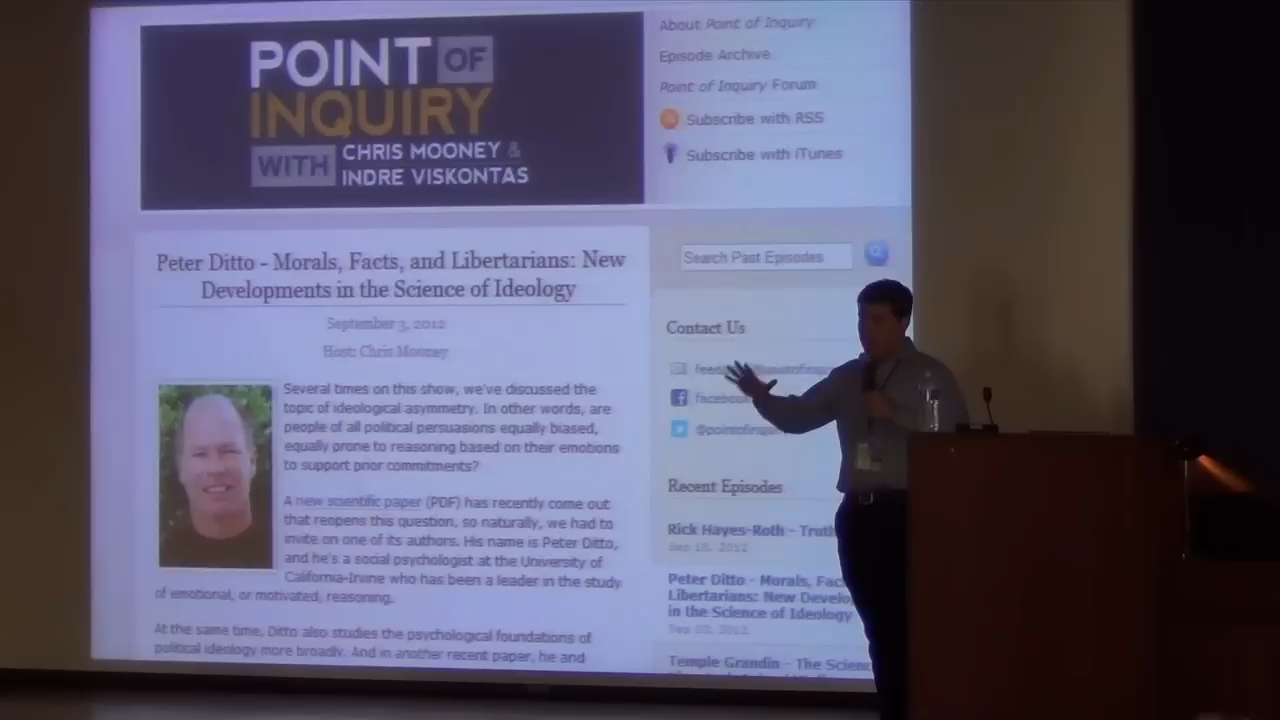 POINT OF
INQUIRY
WITH CHRIS MOONEY &
INDRE VISKONTAS
About Point of Inquiry
Episode Archive
Point of Inquiry Forum
Subscribe with RSS
Subscribe with iTunes
Search Past Episodes
Peter Ditto - Morals, Facts, and Libertarians: New
Developments in the Science of Ideology
September 3, 2012
Host: Chris Mooney
Several times on this show, we've discussed the
topic of ideological asymmetry. In other words, are
people of all political persuasions equally biased,
equally prone to reasoning based on their emotions
to support prior commitments?
A new scientific paper (PDF) has recently come out
that reopens this question, so naturally, we had to
invite on one of its authors. His name is Peter Ditto,
and he's a social psychologist at the University of
California-Irvine who has been a leader in the study
of emotional, or motivated, reasoning.
At the same time, Ditto also studies the psychological foundations of
political ideology more broadly. And in another recent paper, he and
Contact Us
facebook
Recent Episodes
Rick Hayes-Roth - Truth
Sep 18, 2012
Peter Ditto - Morals, Fac
Libertarians: New Develo
in the Science of Ideology
Sep 03, 2012
Temple Grandin - The Scien